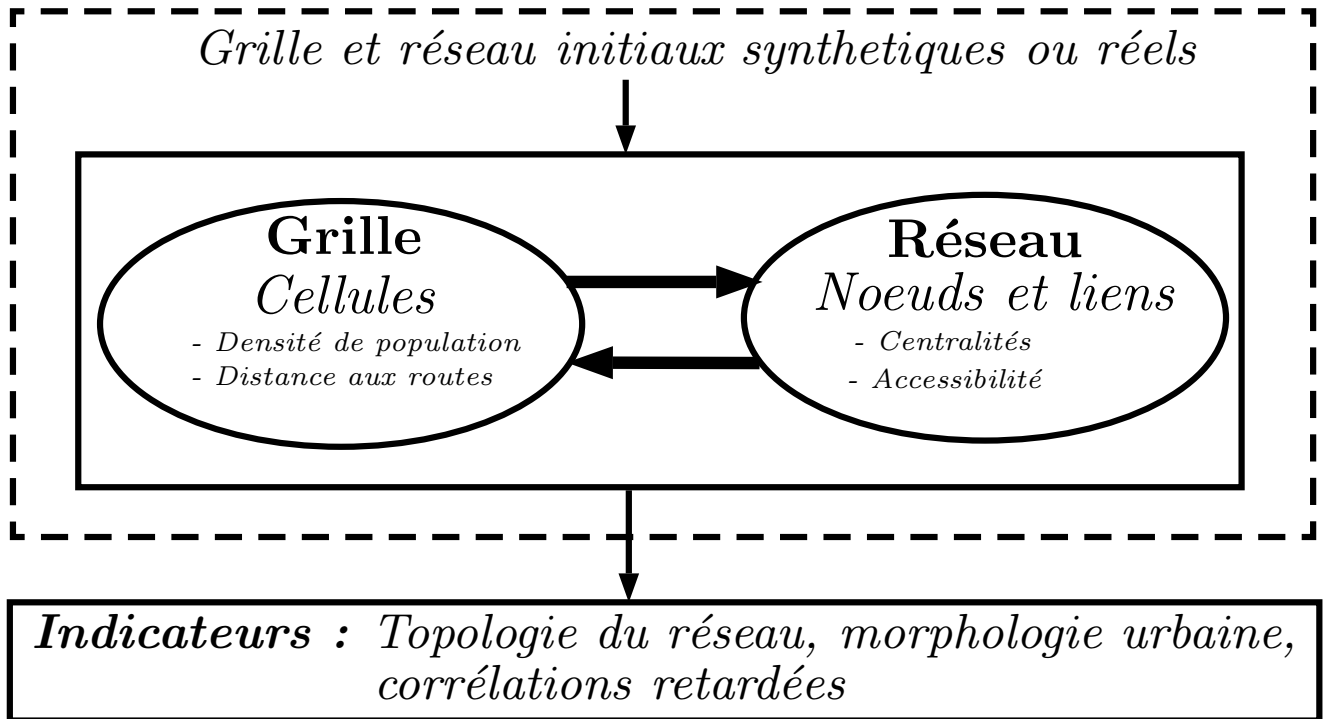 Grille et réseau initiaux synthetiques ou réels
Grille
Cellules
- Densité de population
- Distance aux routes
Réseau
Noeuds et liens
- Centralités
- Accessibilité
Indicateurs : Topologie du réseau, morphologie urbaine,
corrélations retardées